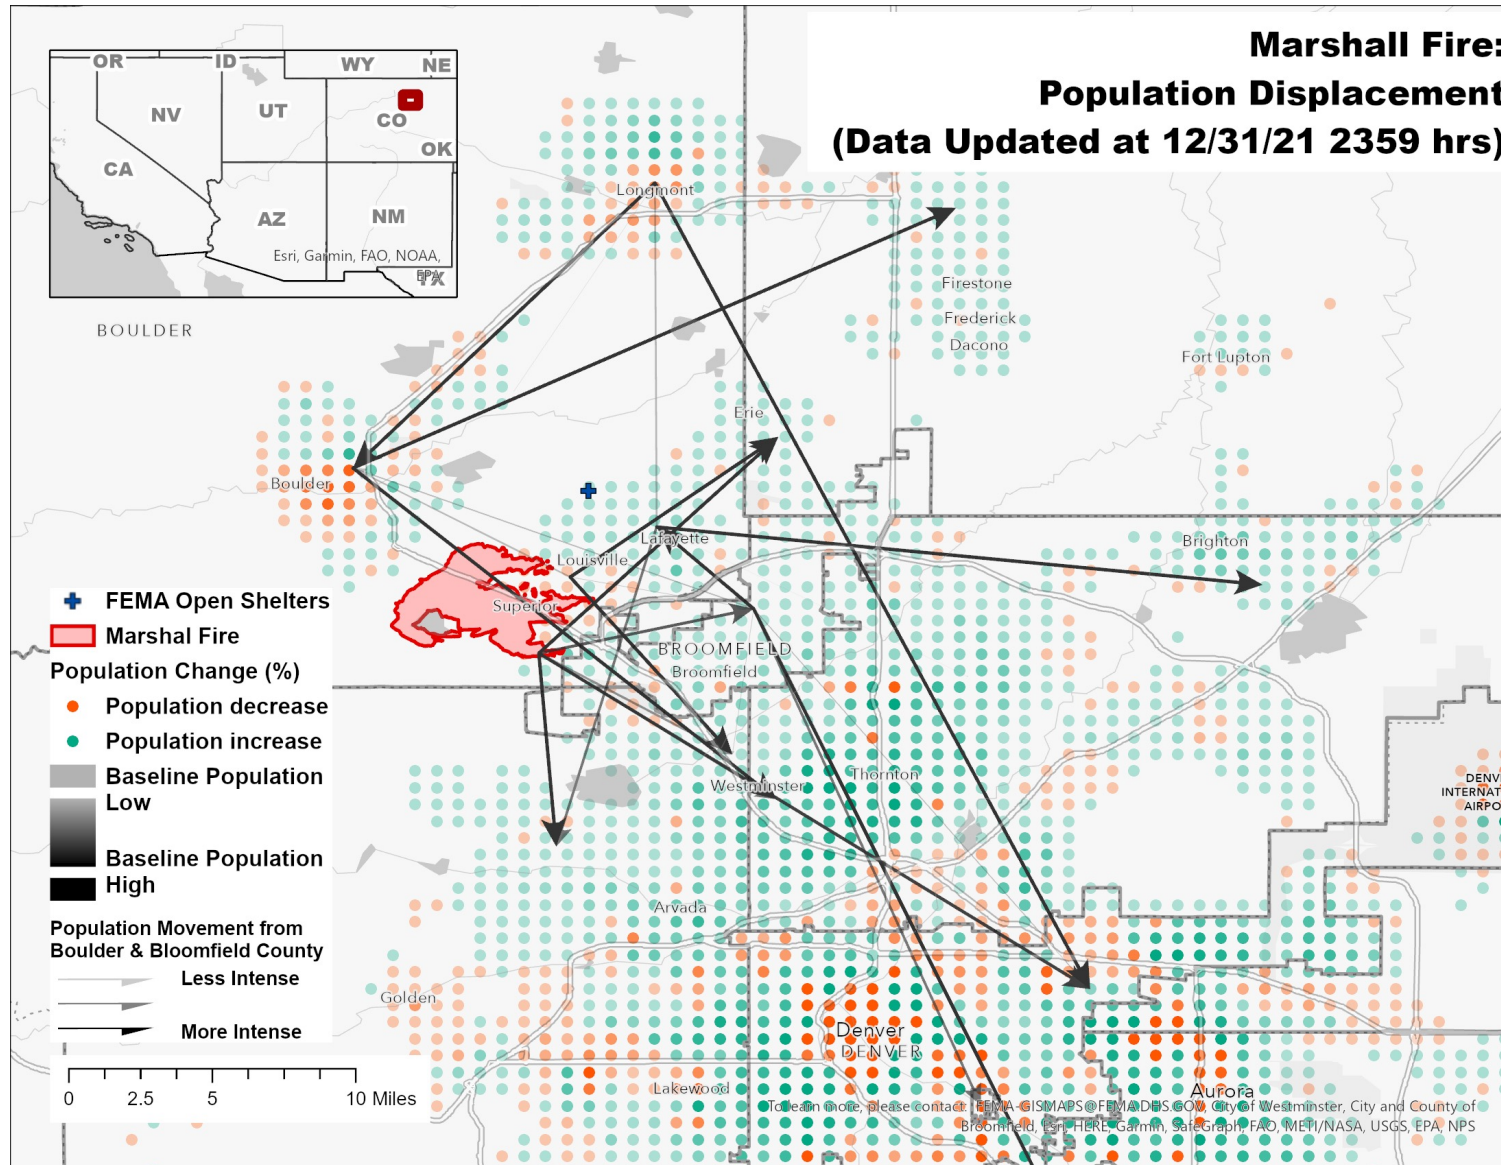 Marshall Fire:
Population Displacement
(Data Updated at 12/31/21 2359 hrs)
OR
ID
WY
NE
NV
UT
CO
OK
CA
AZ
NM
Esri, Garmin, FAO, NOAA,
EPA
TX
Longmont
Firestone
Frederick
Dacono
Fort Lupton
BOULDER
Erie
Boulder
Lafayette
Louisville
Brighton
Superior
BROOMFIELD
Broomfield
Westminster
Thornton
DENV
INTERNAT
AIRPO
Arvada
Golden
Denver
DENVER
Lakewood
Aurora
FEMA Open Shelters
Marshal Fire
Population Change (%)
Population decrease
Population increase
Baseline Population
Low
Baseline Population
High
Population Movement from
Boulder & Bloomfield County
Less Intense
More Intense
0 2.5 5 10 Miles
To learn more, please contact: FEMA-GISMAPS@FEMA.DHS.GOV, City of Westminster, City and County of
Broomfield, Esri, HERE, Garmin, SafeGraph, FAO, METI/NASA, USGS, EPA, NPS